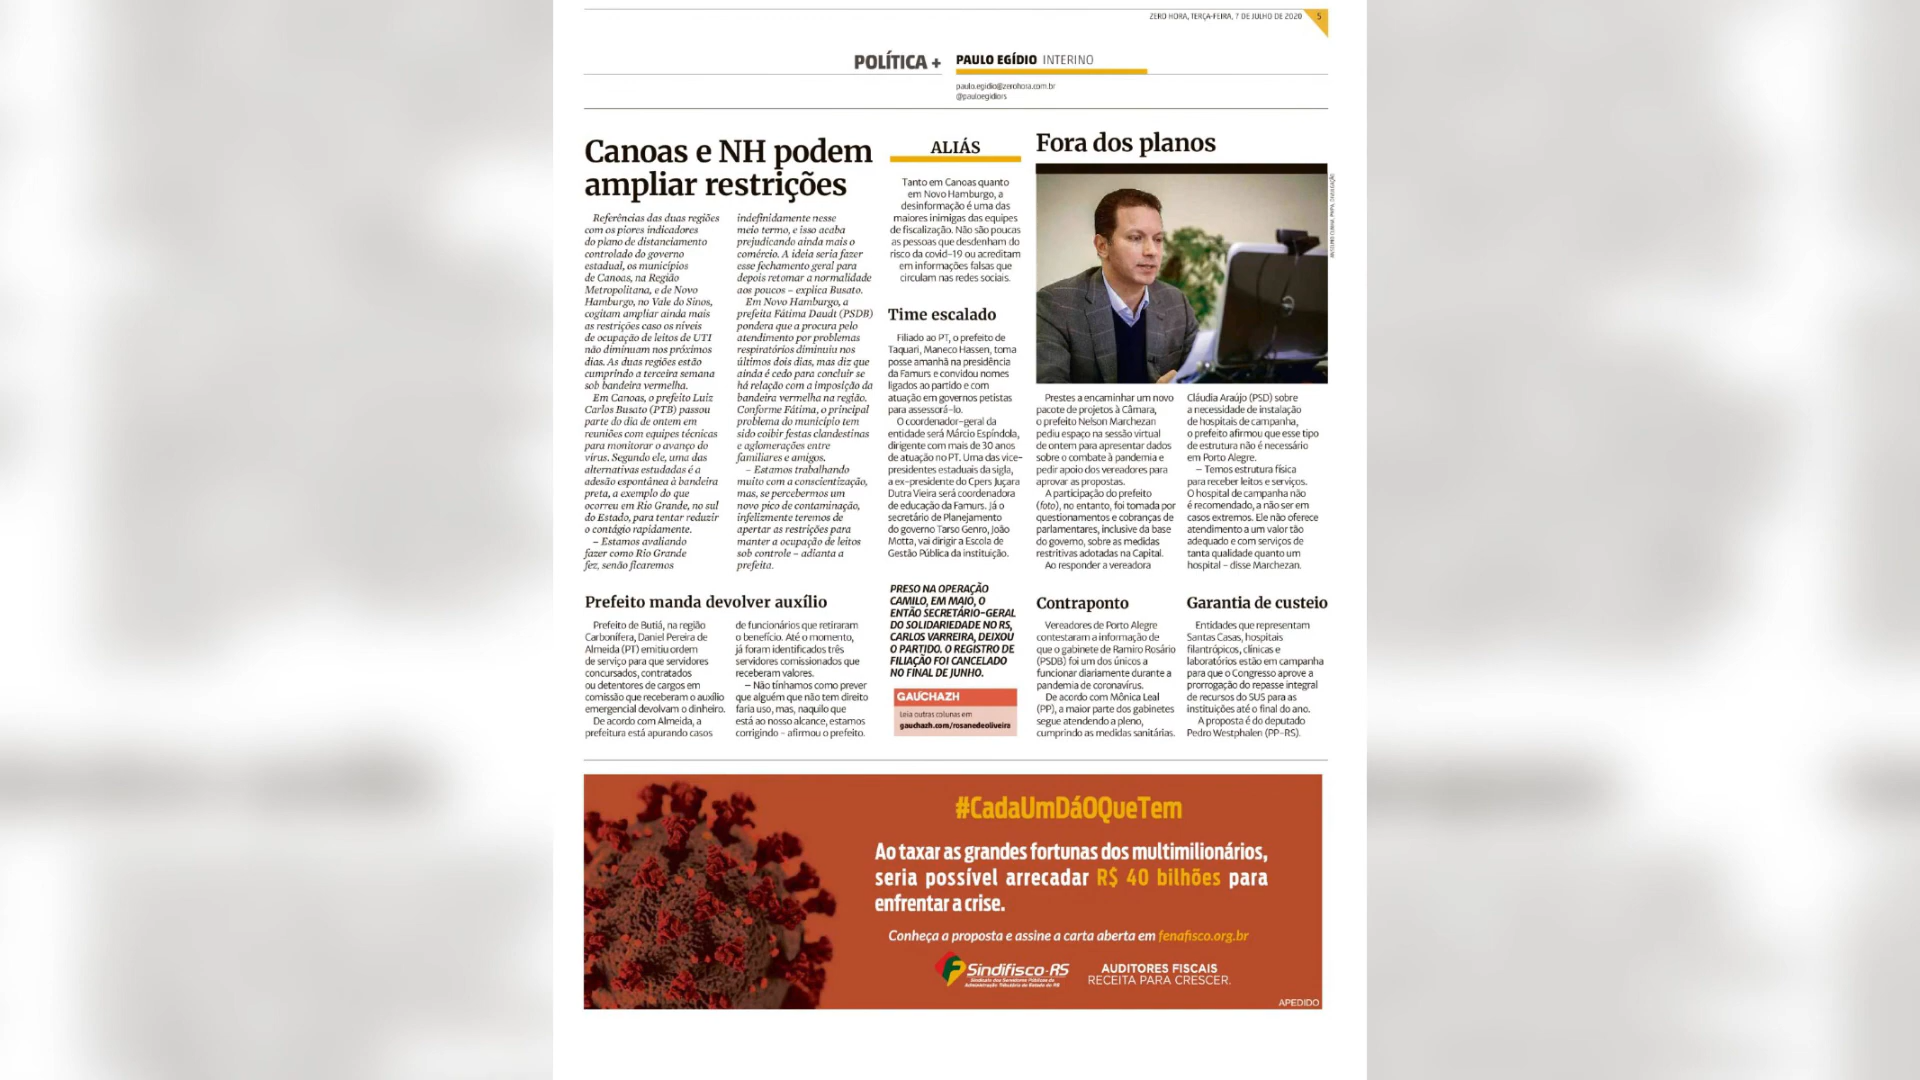 ZERO HORA, TERÇA-FEIRA, 7 DE JULHO DE 2020
5
POLÍTICA +
PAULO EGÍDIO INTERINO
paulo.egidio@zerohora.com.br
@pauloegidiors
Canoas e NH podem
ampliar restrições
Referências das duas regiões
com os piores indicadores
do plano de distanciamento
controlado do governo
estadual, os municípios
de Canoas, na Região
Metropolitana, e de Novo
Hamburgo, no Vale do Sinos,
cogitam ampliar ainda mais
as restrições caso os níveis
de ocupação de leitos de UTI
não diminuam nos próximos
dias. As duas regiões estão
cumprindo a terceira semana
sob bandeira vermelha.
Em Canoas, o prefeito Luiz
Carlos Busato (PTB) passou
parte do dia de ontem em
reuniões com equipes técnicas
para monitorar o avanço do
vírus. Segundo ele, uma das
alternativas estudadas é a
adesão espontânea à bandeira
preta, a exemplo do que
ocorreu em Rio Grande, no sul
do Estado, para tentar reduzir
o contágio rapidamente.
– Estamos avaliando
fazer como Rio Grande
fez, senão ficaremos
indefinidamente nesse
meio termo, e isso acaba
prejudicando ainda mais o
comércio. A ideia seria fazer
esse fechamento geral para
depois retomar a normalidade
aos poucos – explica Busato.
Em Novo Hamburgo, a
prefeita Fátima Daudt (PSDB)
pondera que a procura pelo
atendimento por problemas
respiratórios diminuiu nos
últimos dois dias, mas diz que
ainda é cedo para concluir se
há relação com a imposição da
bandeira vermelha na região.
Conforme Fátima, o principal
problema do município tem
sido coibir festas clandestinas
e aglomerações entre
familiares e amigos.
– Estamos trabalhando
muito com a conscientização,
mas, se percebermos um
novo pico de contaminação,
infelizmente teremos de
apertar as restrições para
manter a ocupação de leitos
sob controle – adianta a
prefeita.
ALIÁS
Tanto em Canoas quanto
em Novo Hamburgo, a
desinformação é uma das
maiores inimigas das equipes
de fiscalização. Não são poucas
as pessoas que desdenham do
risco da covid-19 ou acreditam
em informações falsas que
circulam nas redes sociais.
Time escalado
Filiado ao PT, o prefeito de
Taquari, Maneco Hassen, toma
posse amanhã na presidência
da Famurs e convidou nomes
ligados ao partido e com
atuação em governos petistas
para assessorá-lo.
O coordenador-geral da
entidade será Márcio Espíndola,
dirigente com mais de 30 anos
de atuação no PT. Uma das vice-
presidentes estaduais da sigla,
a ex-presidente do Cpers Juçara
Dutra Vieira será coordenadora
de educação da Famurs. Já o
secretário de Planejamento
do governo Tarso Genro, João
Motta, vai dirigir a Escola de
Gestão Pública da instituição.
PRESO NA OPERAÇÃO
CAMILO, EM MAIO, O
ENTÃO SECRETÁRIO-GERAL
DO SOLIDARIEDADE NO RS,
CARLOS VARREIRA, DEIXOU
O PARTIDO. O REGISTRO DE
FILIAÇÃO FOI CANCELADO
NO FINAL DE JUNHO.
GAÚCHAZH
Leia outras colunas em
gauchazh.com/rosanedeoliveira
Fora dos planos
Prestes a encaminhar um novo
pacote de projetos à Câmara,
o prefeito Nelson Marchezan
pediu espaço na sessão virtual
de ontem para apresentar dados
sobre o combate à pandemia e
pedir apoio dos vereadores para
aprovar as propostas.
A participação do prefeito
(foto), no entanto, foi tomada por
questionamentos e cobranças de
parlamentares, inclusive da base
do governo, sobre as medidas
restritivas adotadas na Capital.
Ao responder a vereadora
Cláudia Araújo (PSD) sobre
a necessidade de instalação
de hospitais de campanha,
o prefeito afirmou que esse tipo
de estrutura não é necessário
em Porto Alegre.
– Temos estrutura física
para receber leitos e serviços.
O hospital de campanha não
é recomendado, a não ser em
casos extremos. Ele não oferece
atendimento a um valor tão
adequado e com serviços de
tanta qualidade quanto um
hospital – disse Marchezan.
Prefeito manda devolver auxílio
Prefeito de Butiá, na região
Carbonífera, Daniel Pereira de
Almeida (PT) emitiu ordem
de serviço para que servidores
concursados, contratados
ou detentores de cargos em
comissão que receberam o auxílio
emergencial devolvam o dinheiro.
De acordo com Almeida, a
prefeitura está apurando casos
de funcionários que retiraram
o benefício. Até o momento,
já foram identificados três
servidores comissionados que
receberam valores.
– Não tínhamos como prever
que alguém que não tem direito
faria uso, mas, naquilo que
está ao nosso alcance, estamos
corrigindo – afirmou o prefeito.
Contraponto
Vereadores de Porto Alegre
contestaram a informação de
que o gabinete de Ramiro Rosário
(PSDB) foi um dos únicos a
funcionar diariamente durante a
pandemia de coronavírus.
De acordo com Mônica Leal
(PP), a maior parte dos gabinetes
segue atendendo a pleno,
cumprindo as medidas sanitárias.
Garantia de custeio
Entidades que representam
Santas Casas, hospitais
filantrópicos, clínicas e
laboratórios estão em campanha
para que o Congresso aprove a
prorrogação do repasse integral
de recursos do SUS para as
instituições até o final do ano.
A proposta é do deputado
Pedro Westphalen (PP-RS).
#CadaUmDáOQueTem
Ao taxar as grandes fortunas dos multimilionários,
seria possível arrecadar R$ 40 bilhões para
enfrentar a crise.
Conheça a proposta e assine a carta aberta em fenafisco.org.br
Sindifisco-RS
Sindicato dos Servidores Públicos da
Administração Tributária do Estado do RS
AUDITORES FISCAIS
RECEITA PARA CRESCER.
APEDIDO